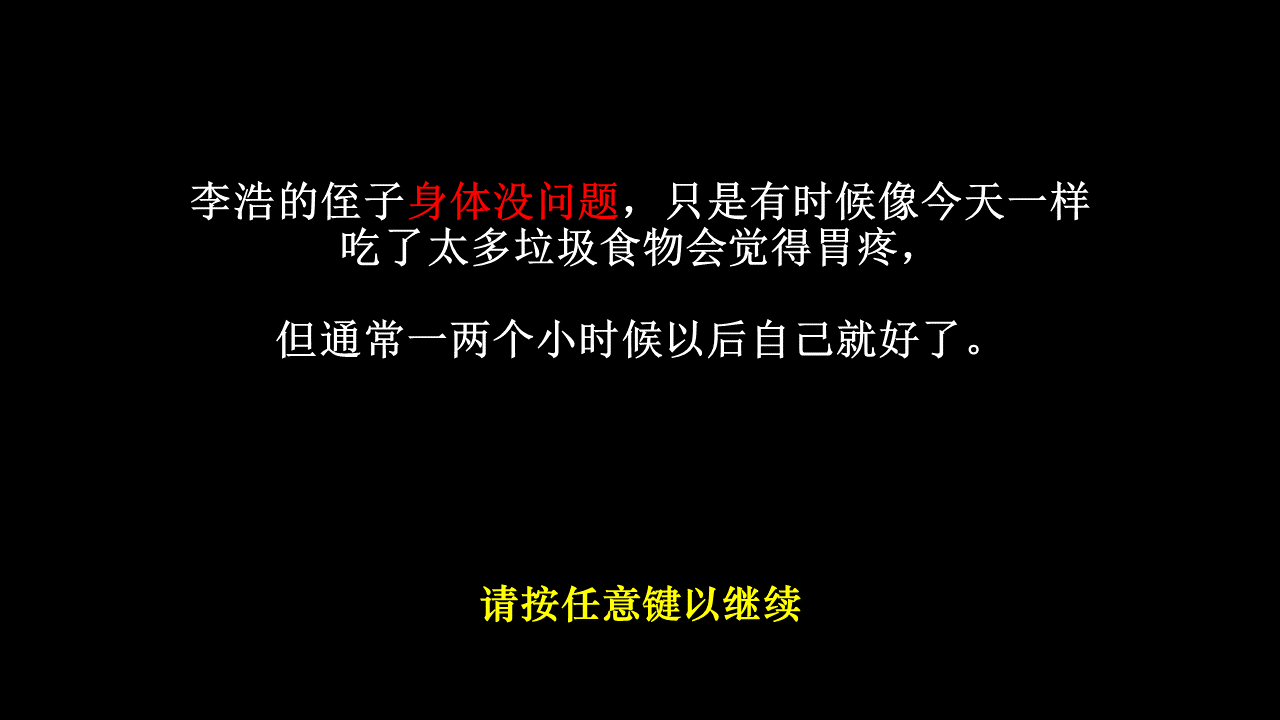 李浩的侄子身体没问题，只是有时候像今天一样
吃了太多垃圾食物会觉得胃疼，
但通常一两个小时候以后自己就好了。
请按任意键以继续